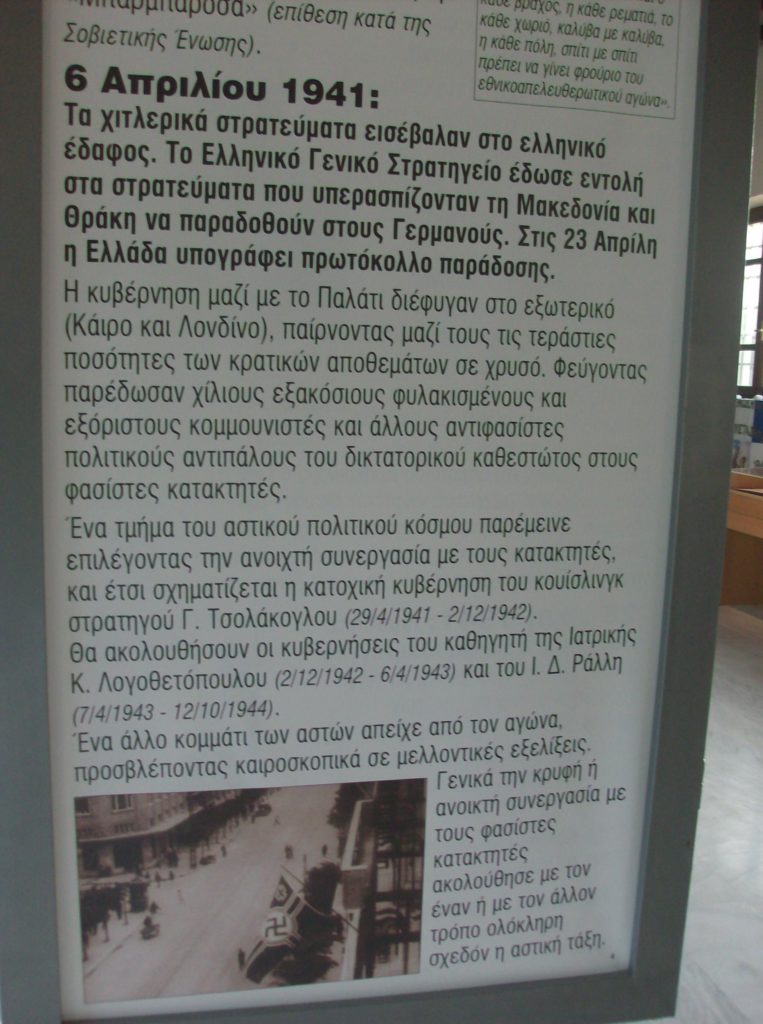 «Μπαρμπαρόσα» (επίθεση κατά της
Σοβιετικής Ένωσης).
κάθε βράχος, η κάθε ρεματιά, το
κάθε χωριό, καλύβα με καλύβα,
η κάθε πόλη, σπίτι με σπίτι
πρέπει να γίνει φρούριο του
εθνικοαπελευθερωτικού αγώνα».
6 Απριλίου 1941:
Τα χιτλερικά στρατεύματα εισέβαλαν στο ελληνικό
έδαφος. Το Ελληνικό Γενικό Στρατηγείο έδωσε εντολή
στα στρατεύματα που υπερασπίζονταν τη Μακεδονία και
Θράκη να παραδοθούν στους Γερμανούς. Στις 23 Απρίλη
η Ελλάδα υπογράφει πρωτόκολλο παράδοσης.
Η κυβέρνηση μαζί με το Παλάτι διέφυγαν στο εξωτερικό
(Κάιρο και Λονδίνο), παίρνοντας μαζί τους τις τεράστιες
ποσότητες των κρατικών αποθεμάτων σε χρυσό. Φεύγοντας
παρέδωσαν χίλιους εξακόσιους φυλακισμένους και
εξόριστους κομμουνιστές και άλλους αντιφασίστες
πολιτικούς αντιπάλους του δικτατορικού καθεστώτος στους
φασίστες κατακτητές.
Ένα τμήμα του αστικού πολιτικού κόσμου παρέμεινε
επιλέγοντας την ανοιχτή συνεργασία με τους κατακτητές,
και έτσι σχηματίζεται η κατοχική κυβέρνηση του κουίσλινγκ
στρατηγού Γ. Τσολάκογλου (29/4/1941 - 2/12/1942).
Θα ακολουθήσουν οι κυβερνήσεις του καθηγητή της Ιατρικής
Κ. Λογοθετόπουλου (2/12/1942 - 6/4/1943) και του Ι. Δ. Ράλλη
(7/4/1943 - 12/10/1944).
Ένα άλλο κομμάτι των αστών απείχε από τον αγώνα,
προσβλέποντας καιροσκοπικά σε μελλοντικές εξελίξεις.
Γενικά την κρυφή ή
ανοικτή συνεργασία με
τους φασίστες
κατακτητές
ακολούθησε με τον
έναν ή με τον άλλον
τρόπο ολόκληρη
σχεδόν η αστική τάξη.